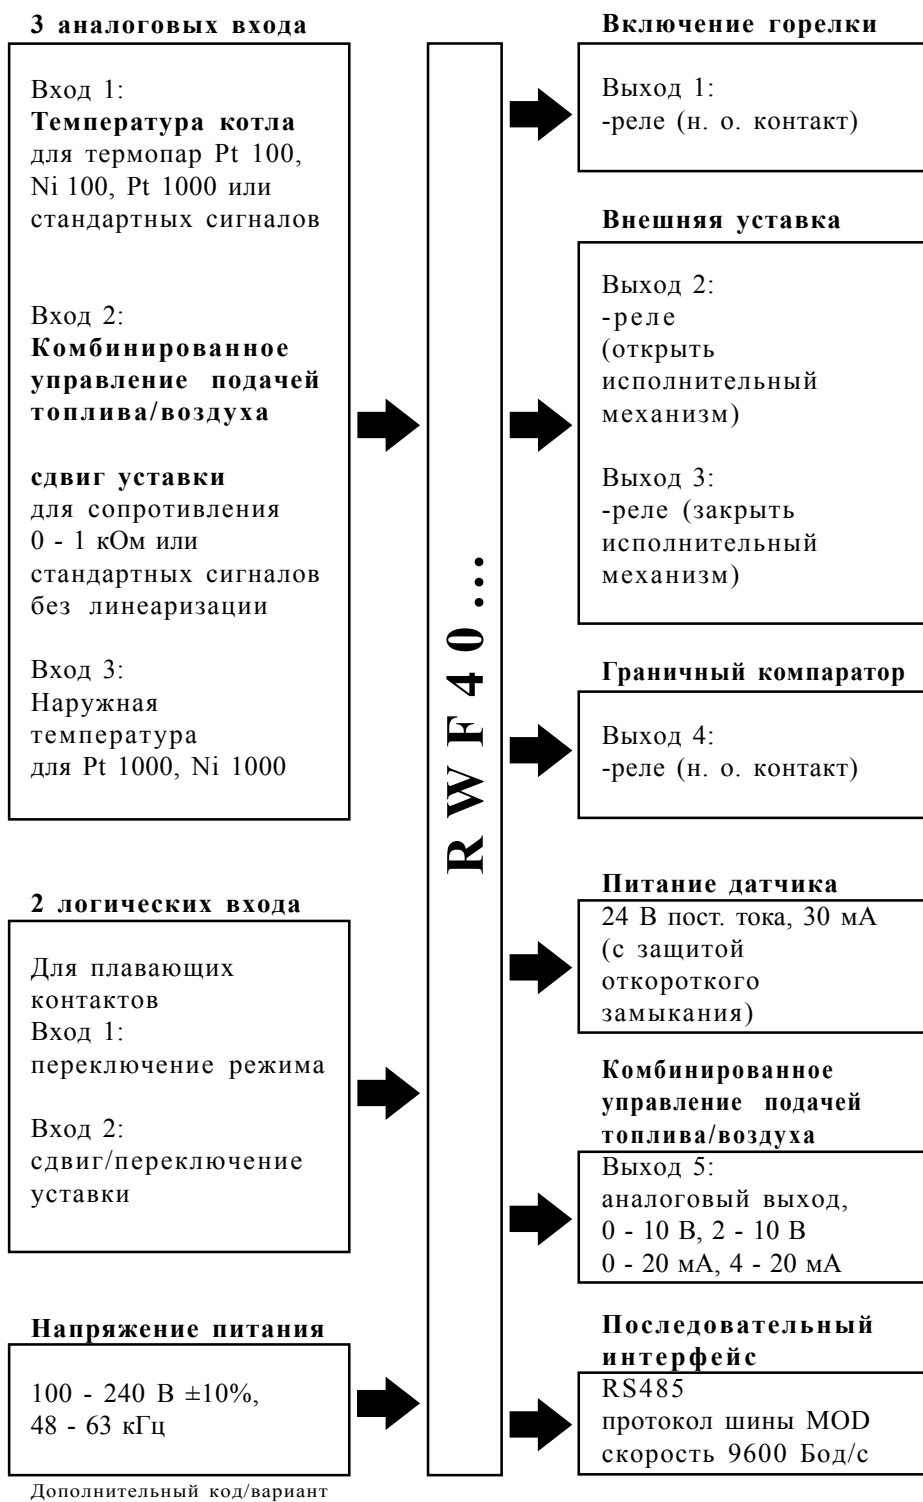 3 аналоговых входа
Вход 1:
Температура котла
для термопар Pt 100,
Ni 100, Pt 1000 или
стандартных сигналов
Вход 2:
Комбинированное
управление подачей
топлива/воздуха
сдвиг уставки
для сопротивления
0 - 1 кОм или
стандартных сигналов
без линеаризации
Вход 3:
Наружная
температура
для Pt 1000, Ni 1000
2 логических входа
Для плавающих
контактов
Вход 1:
переключение режима
Вход 2:
сдвиг/переключение
уставки
Напряжение питания
100 - 240 В ±10%,
48 - 63 кГц
Дополнительный код/вариант
RWF40...
Включение горелки
Выход 1:
-реле (н. о. контакт)
Внешняя уставка
Выход 2:
-реле
(открыть
исполнительный
механизм)
Выход 3:
-реле (закрыть
исполнительный
механизм)
Граничный компаратор
Выход 4:
-реле (н. о. контакт)
Питание датчика
24 В пост. тока, 30 мА
(с защитой
откороткого
замыкания)
Комбинированное
управление подачей
топлива/воздуха
Выход 5:
аналоговый выход,
0 - 10 В, 2 - 10 В
0 - 20 мА, 4 - 20 мА
Последовательный
интерфейс
RS485
протокол шины MOD
скорость 9600 Бод/с